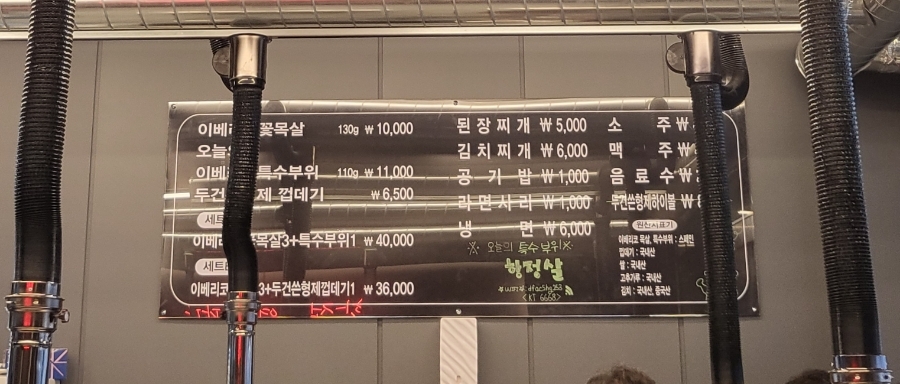 이베리 꽃목살 130g ₩ 10,000
오늘
이베 특수부위 110g ₩ 11,000
두건쓴 제 껍데기 ₩ 6,500
세트
이베리코 목살3+특수부위1 ₩ 40,000
세트
이베리코 3+두건쓴형제껍데기1 ₩ 36,000
된장찌개 ₩ 5,000
김치찌개 ₩ 6,000
공기밥 ₩ 1,000
라면사리 ₩ 1,000
냉면 ₩ 6,000
※ 오늘의 특수부위 ※
항정살
소주 ₩
맥주 ₩
음료수 ₩
두건쓴형제하이볼 ₩
원산시표기
이베리코 목살, 특수부위 : 스페인
껍데기 : 국내산
쌀 : 국내산
고추가루 : 국내산
김치 : 국내산, 중국산